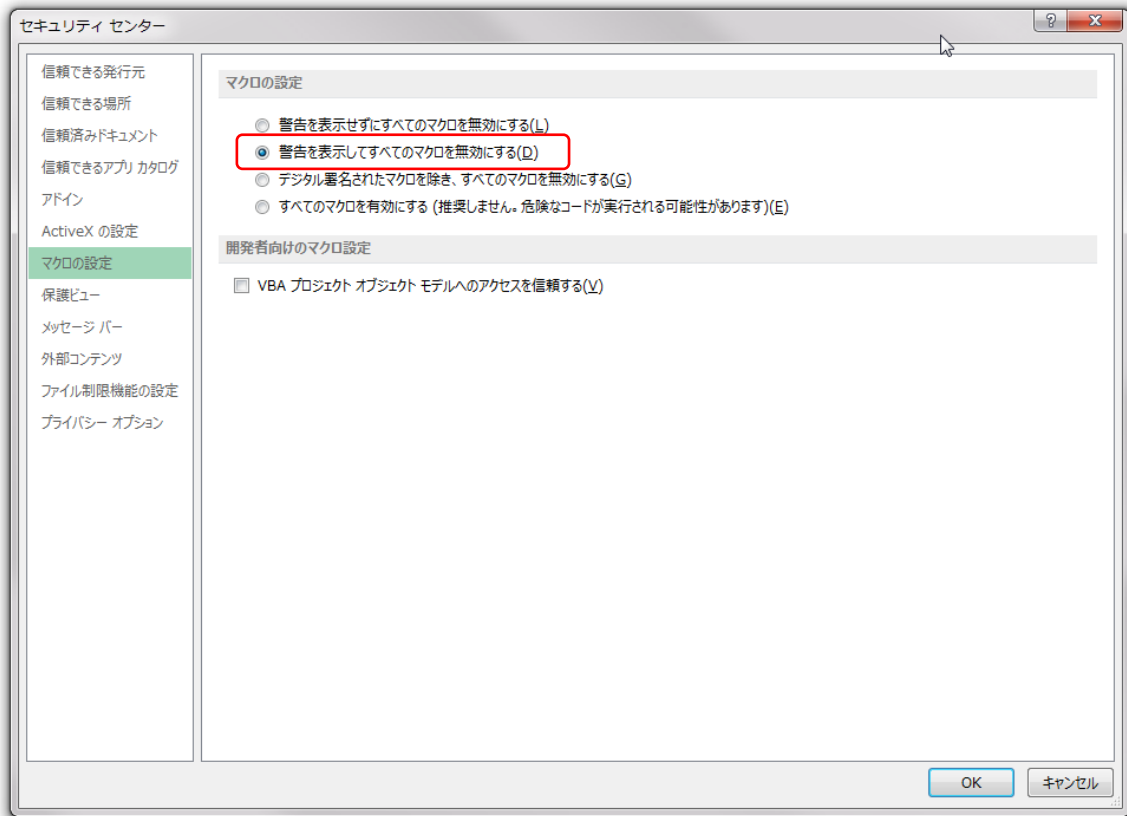 セキュリティ センター
信頼できる発行元
信頼できる場所
信頼済みドキュメント
信頼できるアプリ カタログ
アドイン
ActiveX の設定
マクロの設定
保護ビュー
メッセージ バー
外部コンテンツ
ファイル制限機能の設定
プライバシー オプション
マクロの設定
警告を表示せずにすべてのマクロを無効にする(L)
警告を表示してすべてのマクロを無効にする(D)
デジタル署名されたマクロを除き、すべてのマクロを無効にする(G)
すべてのマクロを有効にする (推奨しません。危険なコードが実行される可能性があります)(E)
開発者向けのマクロ設定
VBA プロジェクト オブジェクト モデルへのアクセスを信頼する(V)
OK
キャンセル